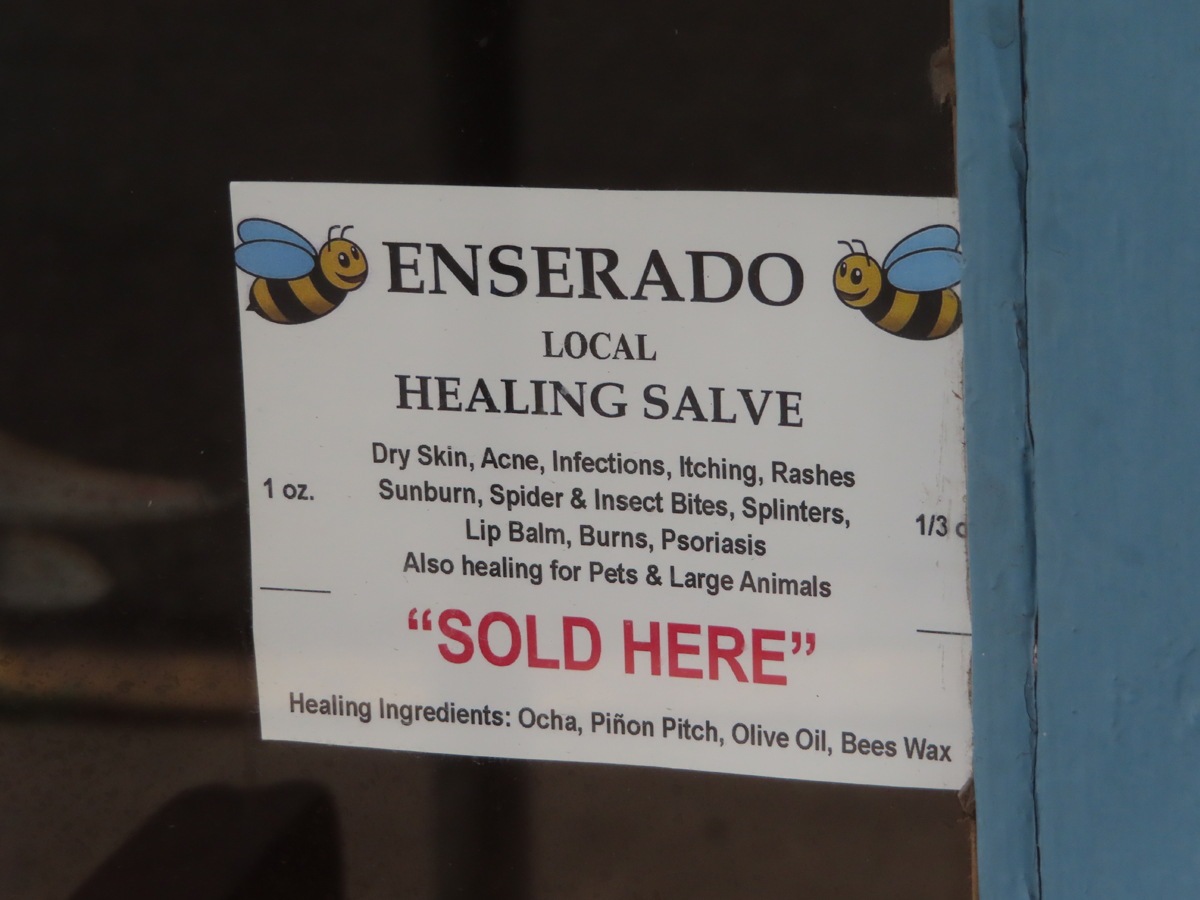 ENSERADO
LOCAL
HEALING SALVE
Dry Skin, Acne, Infections, Itching, Rashes
Sunburn, Spider & Insect Bites, Splinters,
Lip Balm, Burns, Psoriasis
Also healing for Pets & Large Animals
1 oz.
1/3
"SOLD HERE"
Healing Ingredients: Ocha, Piñon Pitch, Olive Oil, Bees Wax